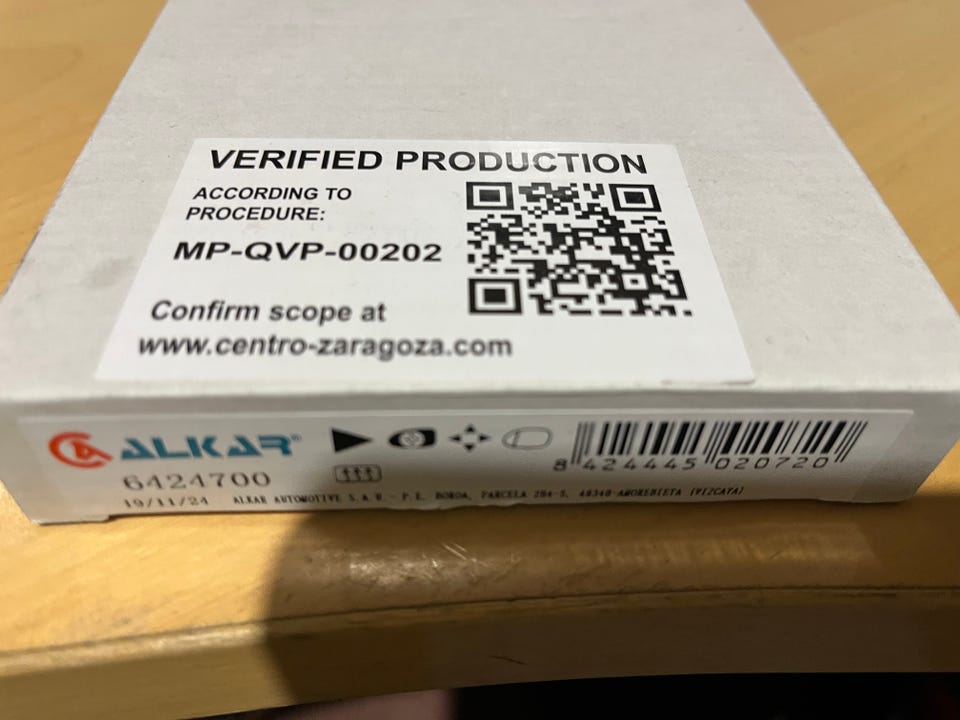 VERIFIED PRODUCTION
ACCORDING TO
PROCEDURE:
MP-QVP-00202
Confirm scope at
www.centro-zaragoza.com
ALKAR®
8 424445 020720
6424700
19/11/24 ALKAR AUTOMOTIVE S.A.U - P.I. BOROA, PARCELA 2B4-5, 48340-AMOREBIETA (VIZCAYA)